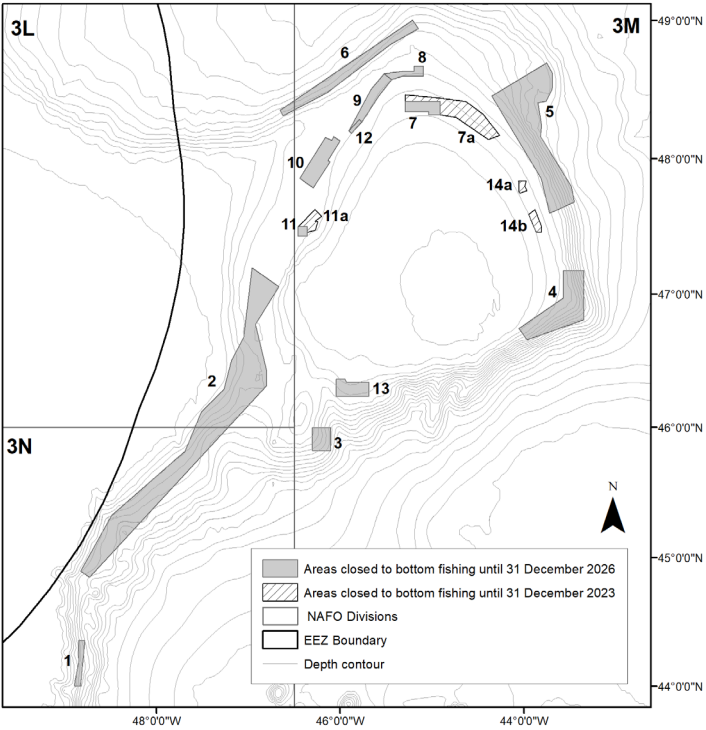 3L
3M
49°0'0"N
6
8
9
7
7a
5
12
10
48°0'0"N
14a
11
11a
14b
47°0'0"N
4
2
13
3N
3
46°0'0"N
N
45°0'0"N
Areas closed to bottom fishing until 31 December 2026
Areas closed to bottom fishing until 31 December 2023
NAFO Divisions
EEZ Boundary
Depth contour
1
44°0'0"N
48°0'0"W
46°0'0"W
44°0'0"W